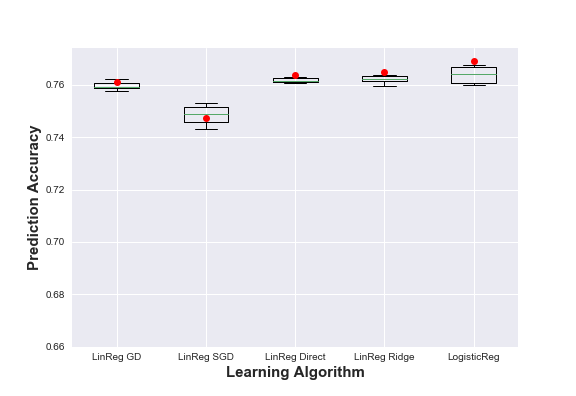 0.76
0.74
0.72
0.70
0.68
0.66
Prediction Accuracy
LinReg GD
LinReg SGD
LinReg Direct
LinReg Ridge
LogisticReg
Learning Algorithm